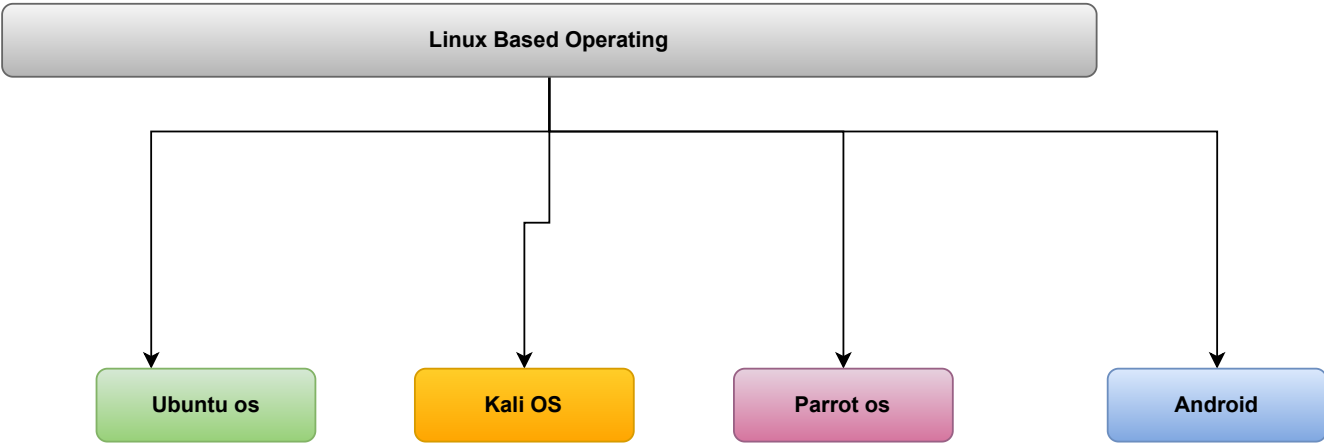 Linux Based Operating
Ubuntu os
Kali OS
Parrot os
Android